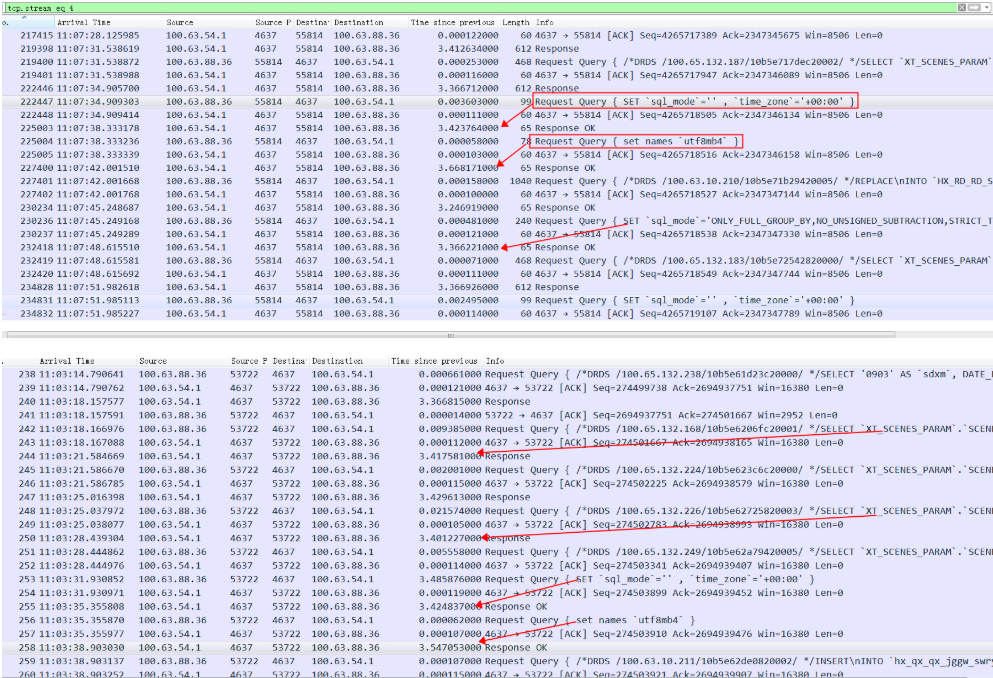 tcp.stream eq 4
o. Arrival Time Source Source P Destina Destination Time since previous Length Info
217415 11:07:28.125985 100.63.54.1 4637 55814 100.63.88.36 0.000122000 60 4637 → 55814 [ACK] Seq=4265717389 Ack=2347345675 Win=8506 Len=0
219398 11:07:31.538619 100.63.54.1 4637 55814 100.63.88.36 3.412634000 612 Response
219400 11:07:31.538872 100.63.88.36 55814 4637 100.63.54.1 0.000253000 468 Request Query { /*DRDS /100.65.132.187/10b5e717dec20002/ */SELECT `XT_SCENES_PARAM`
219401 11:07:31.538988 100.63.54.1 4637 55814 100.63.88.36 0.000116000 60 4637 → 55814 [ACK] Seq=4265717947 Ack=2347346089 Win=8506 Len=0
222446 11:07:34.905700 100.63.54.1 4637 55814 100.63.88.36 3.366712000 612 Response
222447 11:07:34.909303 100.63.88.36 55814 4637 100.63.54.1 0.003603000 99 Request Query { SET `sql_mode`='' , `time_zone`='+00:00' }
222448 11:07:34.909414 100.63.54.1 4637 55814 100.63.88.36 0.000111000 60 4637 → 55814 [ACK] Seq=4265718505 Ack=2347346134 Win=8506 Len=0
225003 11:07:38.333178 100.63.54.1 4637 55814 100.63.88.36 3.423764000 65 Response OK
225004 11:07:38.333236 100.63.88.36 55814 4637 100.63.54.1 0.000058000 78 Request Query { set names `utf8mb4` }
225005 11:07:38.333339 100.63.54.1 4637 55814 100.63.88.36 0.000103000 60 4637 → 55814 [ACK] Seq=4265718516 Ack=2347346158 Win=8506 Len=0
227400 11:07:42.001510 100.63.54.1 4637 55814 100.63.88.36 3.668171000 65 Response OK
227401 11:07:42.001668 100.63.88.36 55814 4637 100.63.54.1 0.000158000 1040 Request Query { /*DRDS /100.63.10.210/10b5e71b29420005/ */REPLACE\nINTO `HX_RD_RD_S
227402 11:07:42.001768 100.63.54.1 4637 55814 100.63.88.36 0.000100000 60 4637 → 55814 [ACK] Seq=4265718527 Ack=2347347144 Win=8506 Len=0
230234 11:07:45.248687 100.63.54.1 4637 55814 100.63.88.36 3.246919000 65 Response OK
230236 11:07:45.249168 100.63.88.36 55814 4637 100.63.54.1 0.000481000 240 Request Query { SET `sql_mode`='ONLY_FULL_GROUP_BY,NO_UNSIGNED_SUBTRACTION,STRICT_T
230237 11:07:45.249289 100.63.54.1 4637 55814 100.63.88.36 0.000121000 60 4637 → 55814 [ACK] Seq=4265718538 Ack=2347347330 Win=8506 Len=0
232418 11:07:48.615510 100.63.54.1 4637 55814 100.63.88.36 3.366221000 65 Response OK
232419 11:07:48.615581 100.63.88.36 55814 4637 100.63.54.1 0.000071000 468 Request Query { /*DRDS /100.65.132.183/10b5e72542820000/ */SELECT `XT_SCENES_PARAM`
232420 11:07:48.615692 100.63.54.1 4637 55814 100.63.88.36 0.000111000 60 4637 → 55814 [ACK] Seq=4265718549 Ack=2347347744 Win=8506 Len=0
234828 11:07:51.982618 100.63.54.1 4637 55814 100.63.88.36 3.366926000 612 Response
234831 11:07:51.985113 100.63.88.36 55814 4637 100.63.54.1 0.002495000 99 Request Query { SET `sql_mode`='' , `time_zone`='+00:00' }
234832 11:07:51.985227 100.63.54.1 4637 55814 100.63.88.36 0.000114000 60 4637 → 55814 [ACK] Seq=4265719107 Ack=2347347789 Win=8506 Len=0
. Arrival Time Source Source P Destina Destination Time since previous Info
238 11:03:14.790641 100.63.88.36 53722 4637 100.63.54.1 0.000661000 Request Query { /*DRDS /100.65.132.238/10b5e61d23c20000/ */SELECT '0903' AS `sdxm`, DATE_
239 11:03:14.790762 100.63.54.1 4637 53722 100.63.88.36 0.000121000 4637 → 53722 [ACK] Seq=274499738 Ack=2694937751 Win=16380 Len=0
240 11:03:18.157577 100.63.54.1 4637 53722 100.63.88.36 3.366815000 Response
241 11:03:18.157591 100.63.88.36 53722 4637 100.63.54.1 0.000014000 53722 → 4637 [ACK] Seq=2694937751 Ack=274501667 Win=2952 Len=0
242 11:03:18.166976 100.63.88.36 53722 4637 100.63.54.1 0.009385000 Request Query { /*DRDS /100.65.132.168/10b5e6206fc20001/ */SELECT `XT_SCENES_PARAM`.`SCEN
243 11:03:18.167088 100.63.54.1 4637 53722 100.63.88.36 0.000112000 4637 → 53722 [ACK] Seq=274501667 Ack=2694938165 Win=16380 Len=0
244 11:03:21.584669 100.63.54.1 4637 53722 100.63.88.36 3.417581000 Response
245 11:03:21.586670 100.63.88.36 53722 4637 100.63.54.1 0.002001000 Request Query { /*DRDS /100.65.132.224/10b5e623c6c20000/ */SELECT `XT_SCENES_PARAM`.`SCEN
246 11:03:21.586785 100.63.54.1 4637 53722 100.63.88.36 0.000115000 4637 → 53722 [ACK] Seq=274502225 Ack=2694938579 Win=16380 Len=0
247 11:03:25.016398 100.63.54.1 4637 53722 100.63.88.36 3.429613000 Response
248 11:03:25.037972 100.63.88.36 53722 4637 100.63.54.1 0.021574000 Request Query { /*DRDS /100.65.132.226/10b5e62725820003/ */SELECT `XT_SCENES_PARAM`.`SCEN
249 11:03:25.038077 100.63.54.1 4637 53722 100.63.88.36 0.000105000 4637 → 53722 [ACK] Seq=274502783 Ack=2694938993 Win=16380 Len=0
250 11:03:28.439304 100.63.54.1 4637 53722 100.63.88.36 3.401227000 Response
251 11:03:28.444862 100.63.88.36 53722 4637 100.63.54.1 0.005558000 Request Query { /*DRDS /100.65.132.249/10b5e62a79420005/ */SELECT `XT_SCENES_PARAM`.`SCEN
252 11:03:28.444976 100.63.54.1 4637 53722 100.63.88.36 0.000114000 4637 → 53722 [ACK] Seq=274503341 Ack=2694939407 Win=16380 Len=0
253 11:03:31.930852 100.63.88.36 53722 4637 100.63.54.1 3.485876000 Request Query { SET `sql_mode`='' , `time_zone`='+00:00' }
254 11:03:31.930971 100.63.54.1 4637 53722 100.63.88.36 0.000119000 4637 → 53722 [ACK] Seq=274503899 Ack=2694939452 Win=16380 Len=0
255 11:03:35.355808 100.63.54.1 4637 53722 100.63.88.36 3.424837000 Response OK
256 11:03:35.355870 100.63.88.36 53722 4637 100.63.54.1 0.000062000 Request Query { set names `utf8mb4` }
257 11:03:35.355977 100.63.54.1 4637 53722 100.63.88.36 0.000107000 4637 → 53722 [ACK] Seq=274503910 Ack=2694939476 Win=16380 Len=0
258 11:03:38.903030 100.63.54.1 4637 53722 100.63.88.36 3.547053000 Response OK
259 11:03:38.903137 100.63.88.36 53722 4637 100.63.54.1 0.000107000 Request Query { /*DRDS /100.63.10.211/10b5e62de0820002/ */INSERT\nINTO `hx_qx_qx_jggw_swry
260 11:03:38.903252 100.63.54.1 4637 53722 100.63.88.36 0.000115000 4637 → 53722 [ACK] Seq=274503921 Ack=2694939907 Win=16380 Len=0